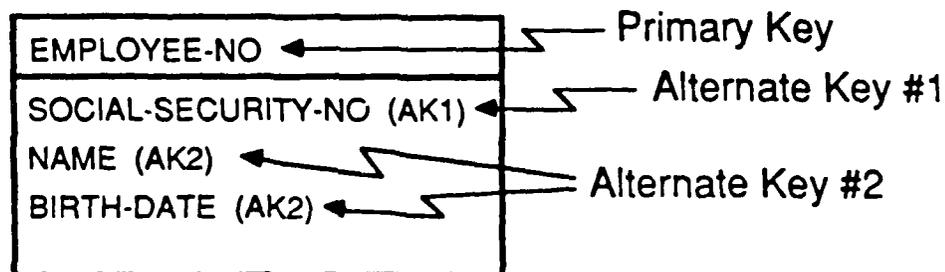 EMPLOYEE-NO
Primary Key
SOCIAL-SECURITY-NO (AK1)
Alternate Key #1
NAME (AK2)
BIRTH-DATE (AK2)
Alternate Key #2